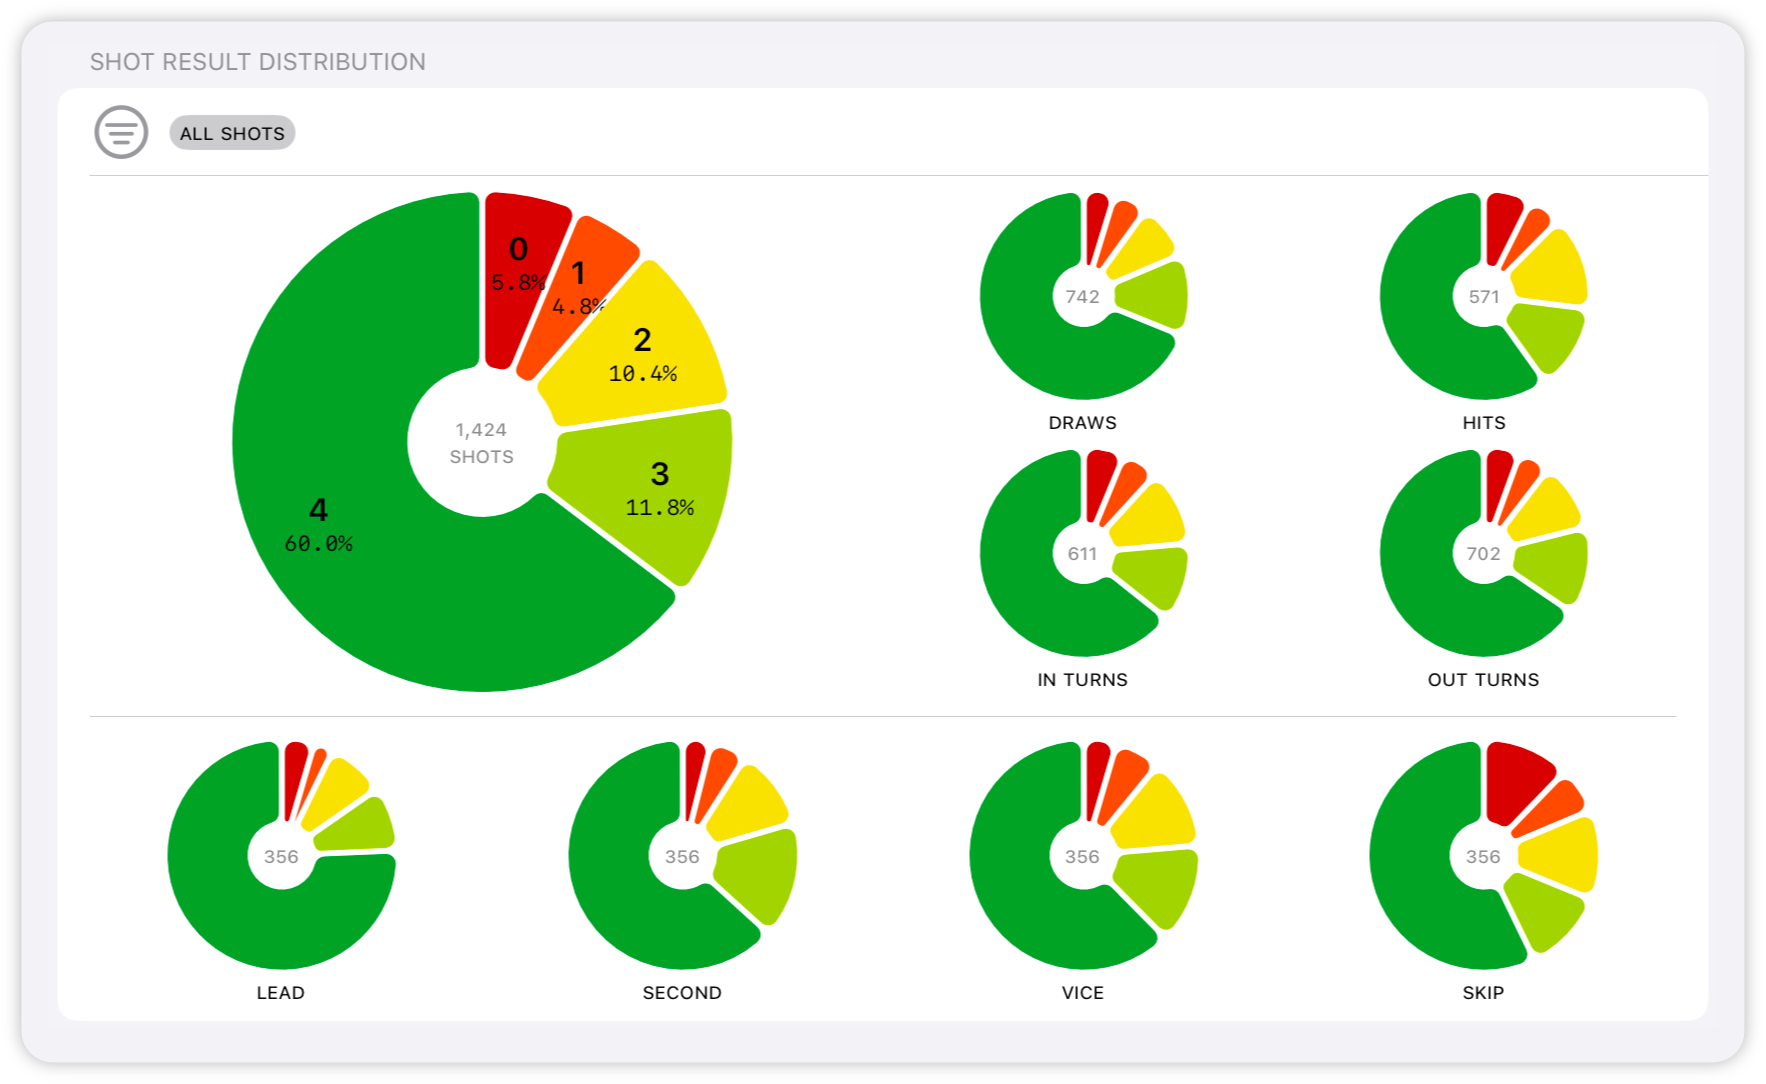 SHOT RESULT DISTRIBUTION
ALL SHOTS
0
5.8%
1
4.8%
2
10.4%
3
11.8%
4
60.0%
1,424
SHOTS
742
DRAWS
571
HITS
611
IN TURNS
702
OUT TURNS
356
LEAD
356
SECOND
356
VICE
356
SKIP